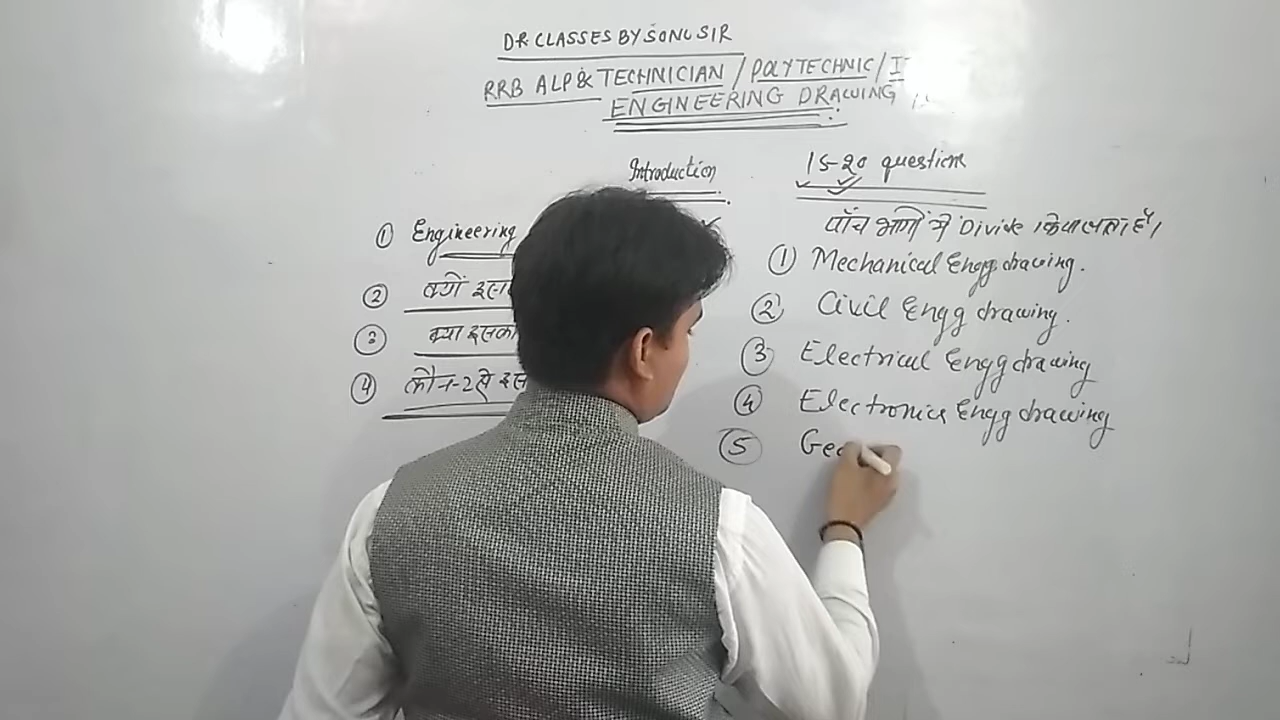 DR CLASSES BY SONU SIR
RRB ALP & TECHNICIAN / POLYTECHNIC / I
ENGINEERING DRAWING
Introduction
① Engineering
② क्यों इस
③ क्या इसका
④ कौन-2 से इस
15-20 questions
पाँच भागों में Divide किया जाता है।
① Mechanical Engg drawing.
② Civil Engg drawing.
③ Electrical Engg drawing
④ Electronics Engg drawing
⑤ Geo